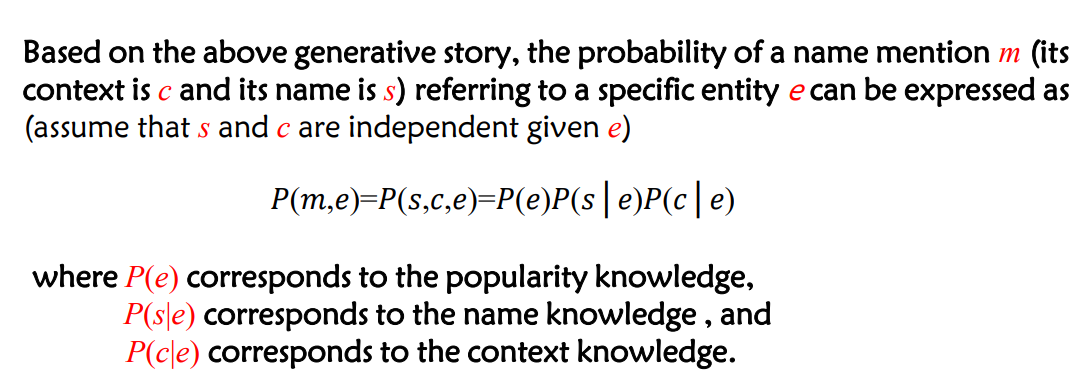 Based on the above generative story, the probability of a name mention m (its
context is c and its name is s) referring to a specific entity e can be expressed as
(assume that s and c are independent given e)
P(m,e)=P(s,c,e)=P(e)P(s|e)P(c|e)
where P(e) corresponds to the popularity knowledge,
P(s|e) corresponds to the name knowledge , and
P(c|e) corresponds to the context knowledge.